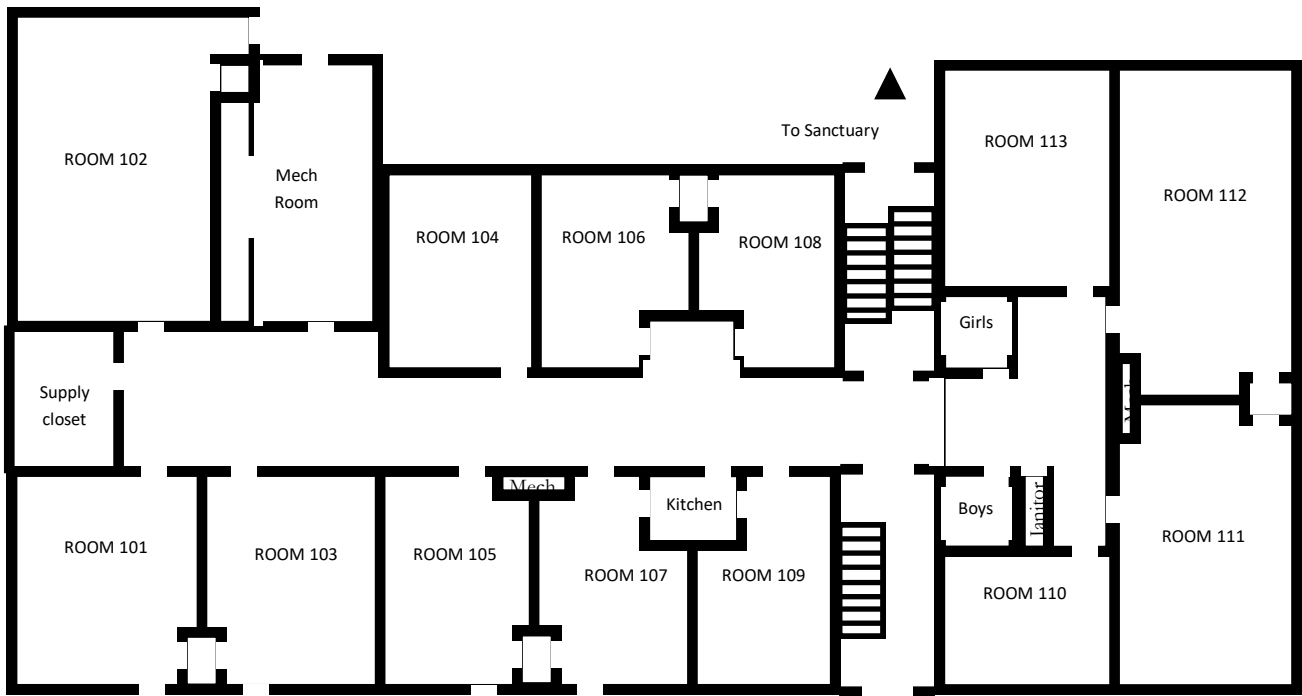 To Sanctuary
ROOM 102
ROOM 113
Mech
Room
ROOM 112
ROOM 104
ROOM 106
ROOM 108
Girls
Supply
closet
Mech
Mech
Kitchen
Boys
Janitor
ROOM 101
ROOM 103
ROOM 105
ROOM 107
ROOM 109
ROOM 110
ROOM 111